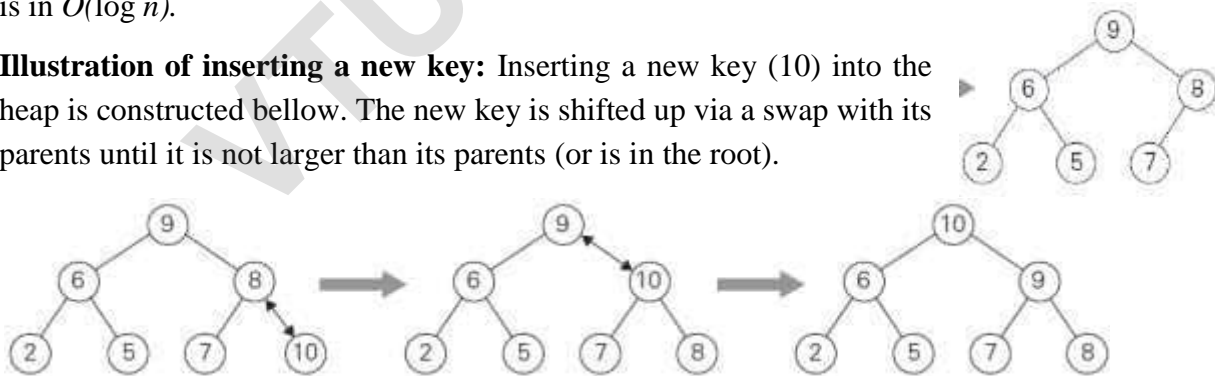 is in O(log n).
Illustration of inserting a new key: Inserting a new key (10) into the
heap is constructed bellow. The new key is shifted up via a swap with its
parents until it is not larger than its parents (or is in the root).
9
6 8
2 5 7
9 9 10
6 8 6 10 6 9
2 5 7 10 2 5 7 8 2 5 7 8
VTU